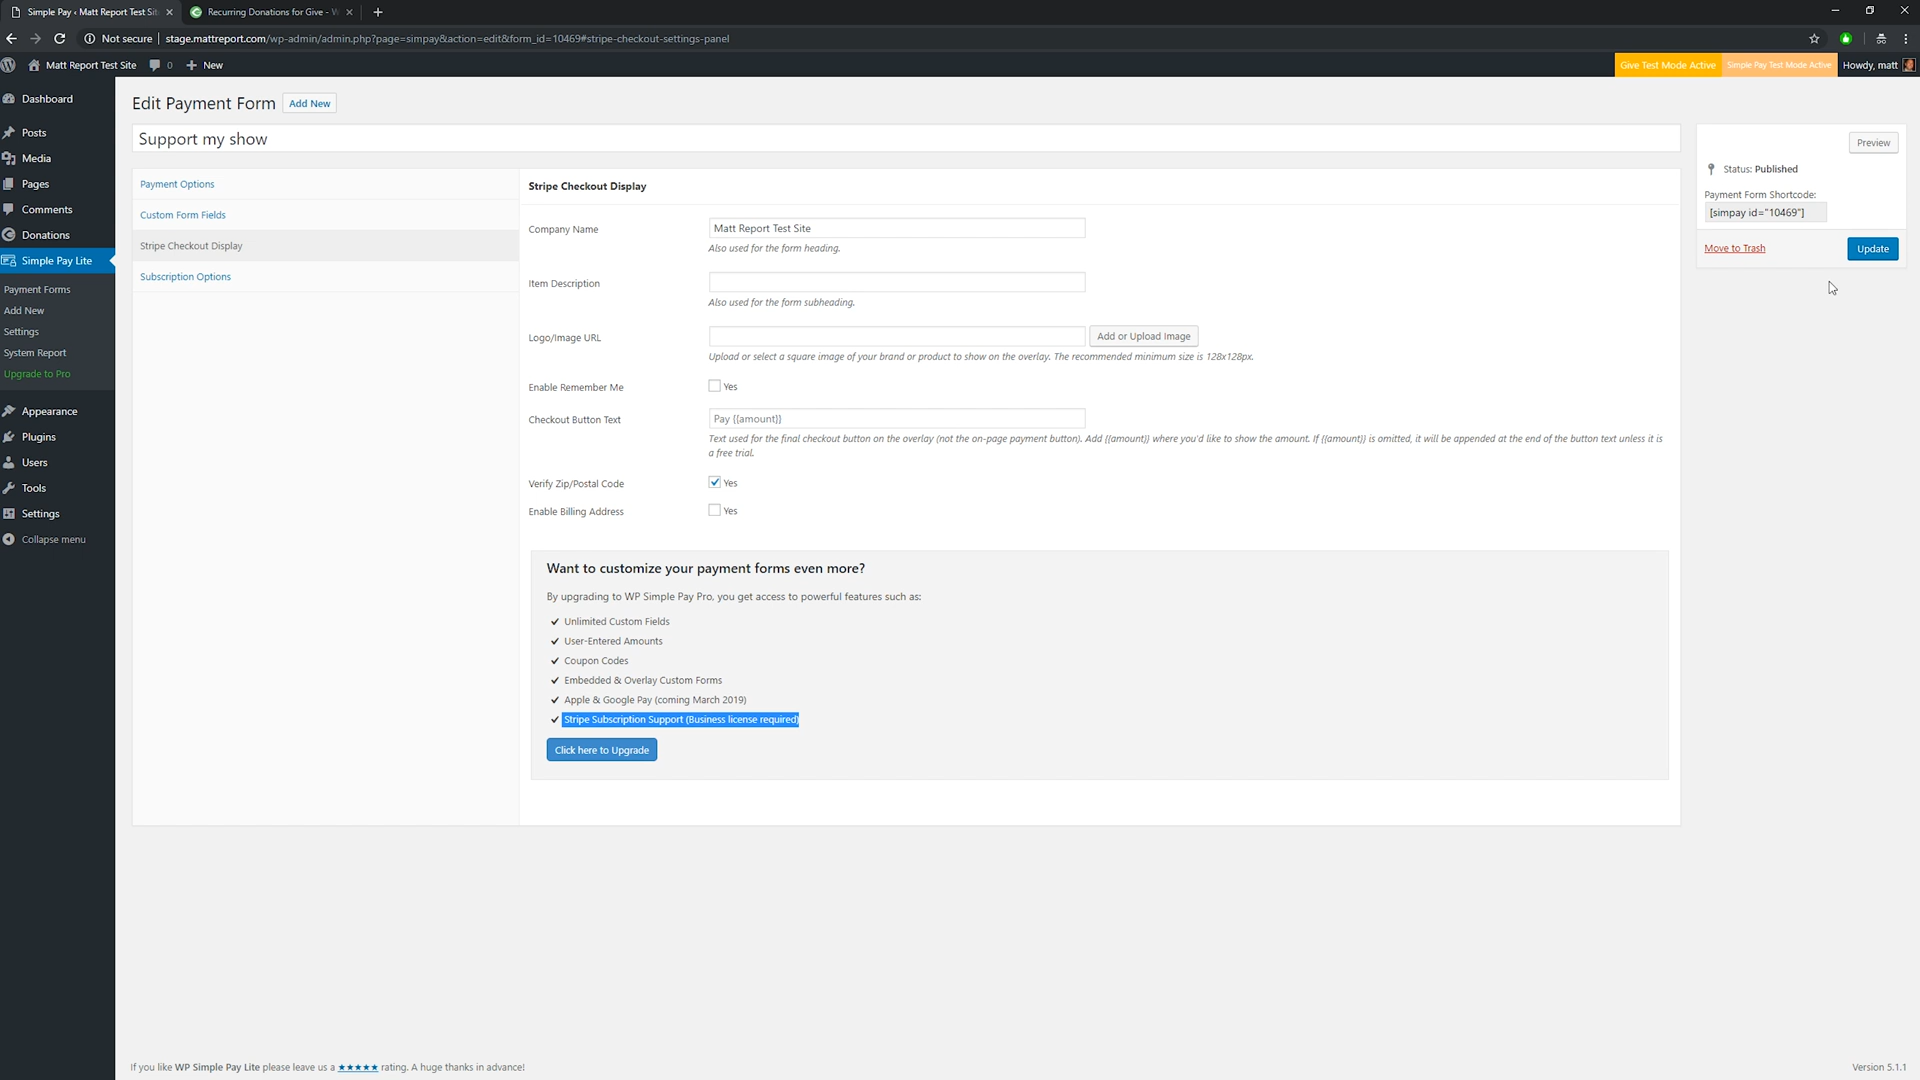 Simple Pay ‹ Matt Report Test Sit
Recurring Donations for Give - W
Not secure
stage.mattreport.com/wp-admin/admin.php?page=simpay&action=edit&form_id=10469#stripe-checkout-settings-panel
Matt Report Test Site
0
New
Give Test Mode Active
Simple Pay Test Mode Active
Howdy, matt
Dashboard
Posts
Media
Pages
Comments
Donations
Simple Pay Lite
Payment Forms
Add New
Settings
System Report
Upgrade to Pro
Appearance
Plugins
Users
Tools
Settings
Collapse menu
Edit Payment Form
Add New
Support my show
Payment Options
Custom Form Fields
Stripe Checkout Display
Subscription Options
Stripe Checkout Display
Company Name
Matt Report Test Site
Also used for the form heading.
Item Description
Also used for the form subheading.
Logo/Image URL
Add or Upload Image
Upload or select a square image of your brand or product to show on the overlay. The recommended minimum size is 128x128px.
Enable Remember Me
Yes
Checkout Button Text
Pay {{amount}}
Text used for the final checkout button on the overlay (not the on-page payment button). Add {{amount}} where you'd like to show the amount. If {{amount}} is omitted, it will be appended at the end of the button text unless it is
a free trial.
Verify Zip/Postal Code
Yes
Enable Billing Address
Yes
Want to customize your payment forms even more?
By upgrading to WP Simple Pay Pro, you get access to powerful features such as:
Unlimited Custom Fields
User-Entered Amounts
Coupon Codes
Embedded & Overlay Custom Forms
Apple & Google Pay (coming March 2019)
Stripe Subscription Support (Business license required)
Click here to Upgrade
Preview
Status: Published
Payment Form Shortcode:
[simpay id="10469"]
Move to Trash
Update
If you like WP Simple Pay Lite please leave us a ★★★★★ rating. A huge thanks in advance!
Version 5.1.1